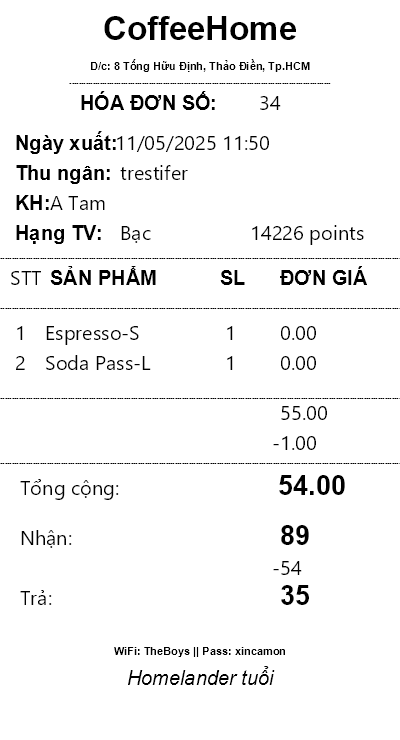 CoffeeHome
D/c: 8 Tống Hữu Định, Thảo Điền, Tp.HCM
HÓA ĐƠN SỐ: 34
Ngày xuất:11/05/2025 11:50
Thu ngân: trestifer
KH:A Tam
Hạng TV: Bạc 14226 points
STT SẢN PHẨM SL ĐƠN GIÁ
1 Espresso-S 1 0.00
2 Soda Pass-L 1 0.00
55.00
-1.00
Tổng cộng: 54.00
Nhận: 89
-54
Trả: 35
WiFi: TheBoys || Pass: xincamon
Homelander tuổi